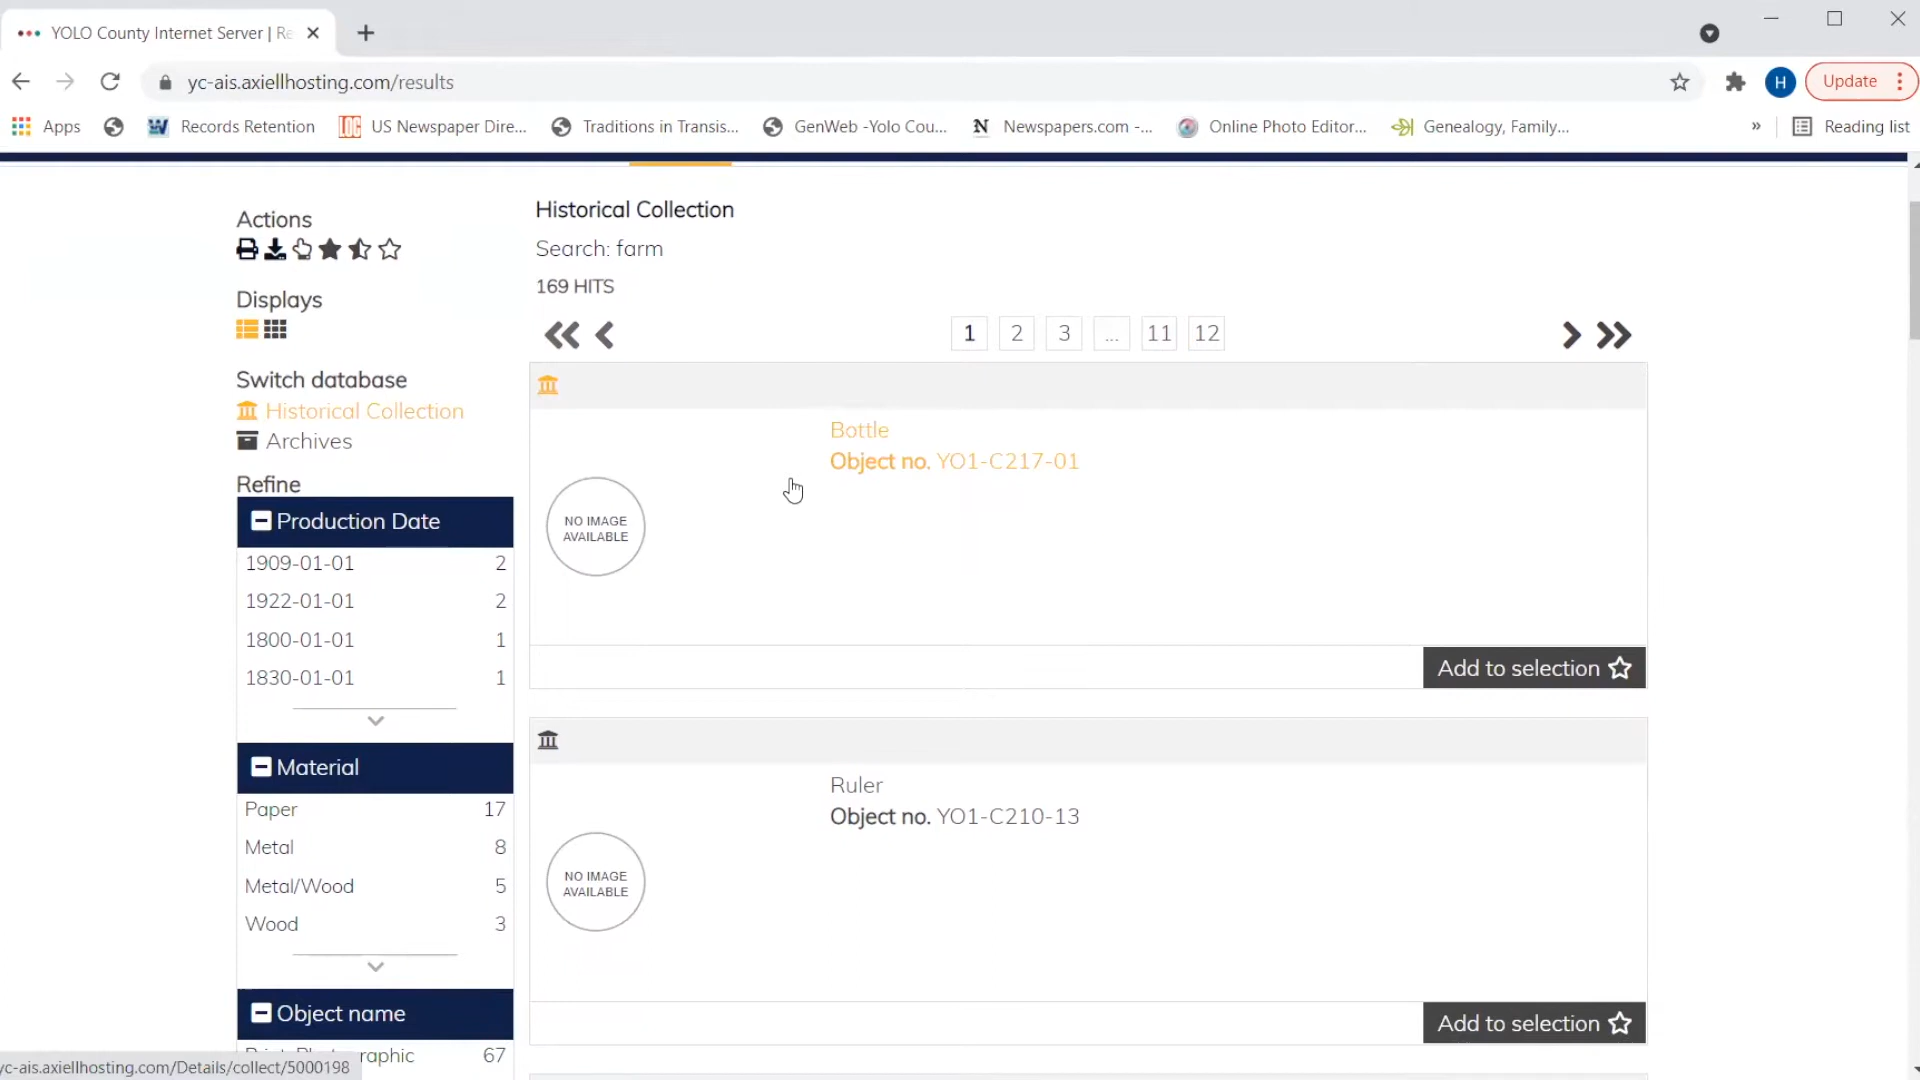 YOLO County Internet Server | Re
yc-ais.axiellhosting.com/results
H
Update
Apps
Records Retention
US Newspaper Dire...
Traditions in Transis...
GenWeb -Yolo Cou...
N
Newspapers.com -...
Online Photo Editor...
Genealogy, Family,...
»
Reading list
Actions
Displays
Switch database
Historical Collection
Archives
Refine
Production Date
1909-01-01 2
1922-01-01 2
1800-01-01 1
1830-01-01 1
Material
Paper 17
Metal 8
Metal/Wood 5
Wood 3
Object name
raphic 67
yc-ais.axiellhosting.com/Details/collect/5000198
Historical Collection
Search: farm
169 HITS
1 2 3 ... 11 12
Bottle
Object no. YO1-C217-01
NO IMAGE
AVAILABLE
Add to selection
Ruler
Object no. YO1-C210-13
NO IMAGE
AVAILABLE
Add to selection